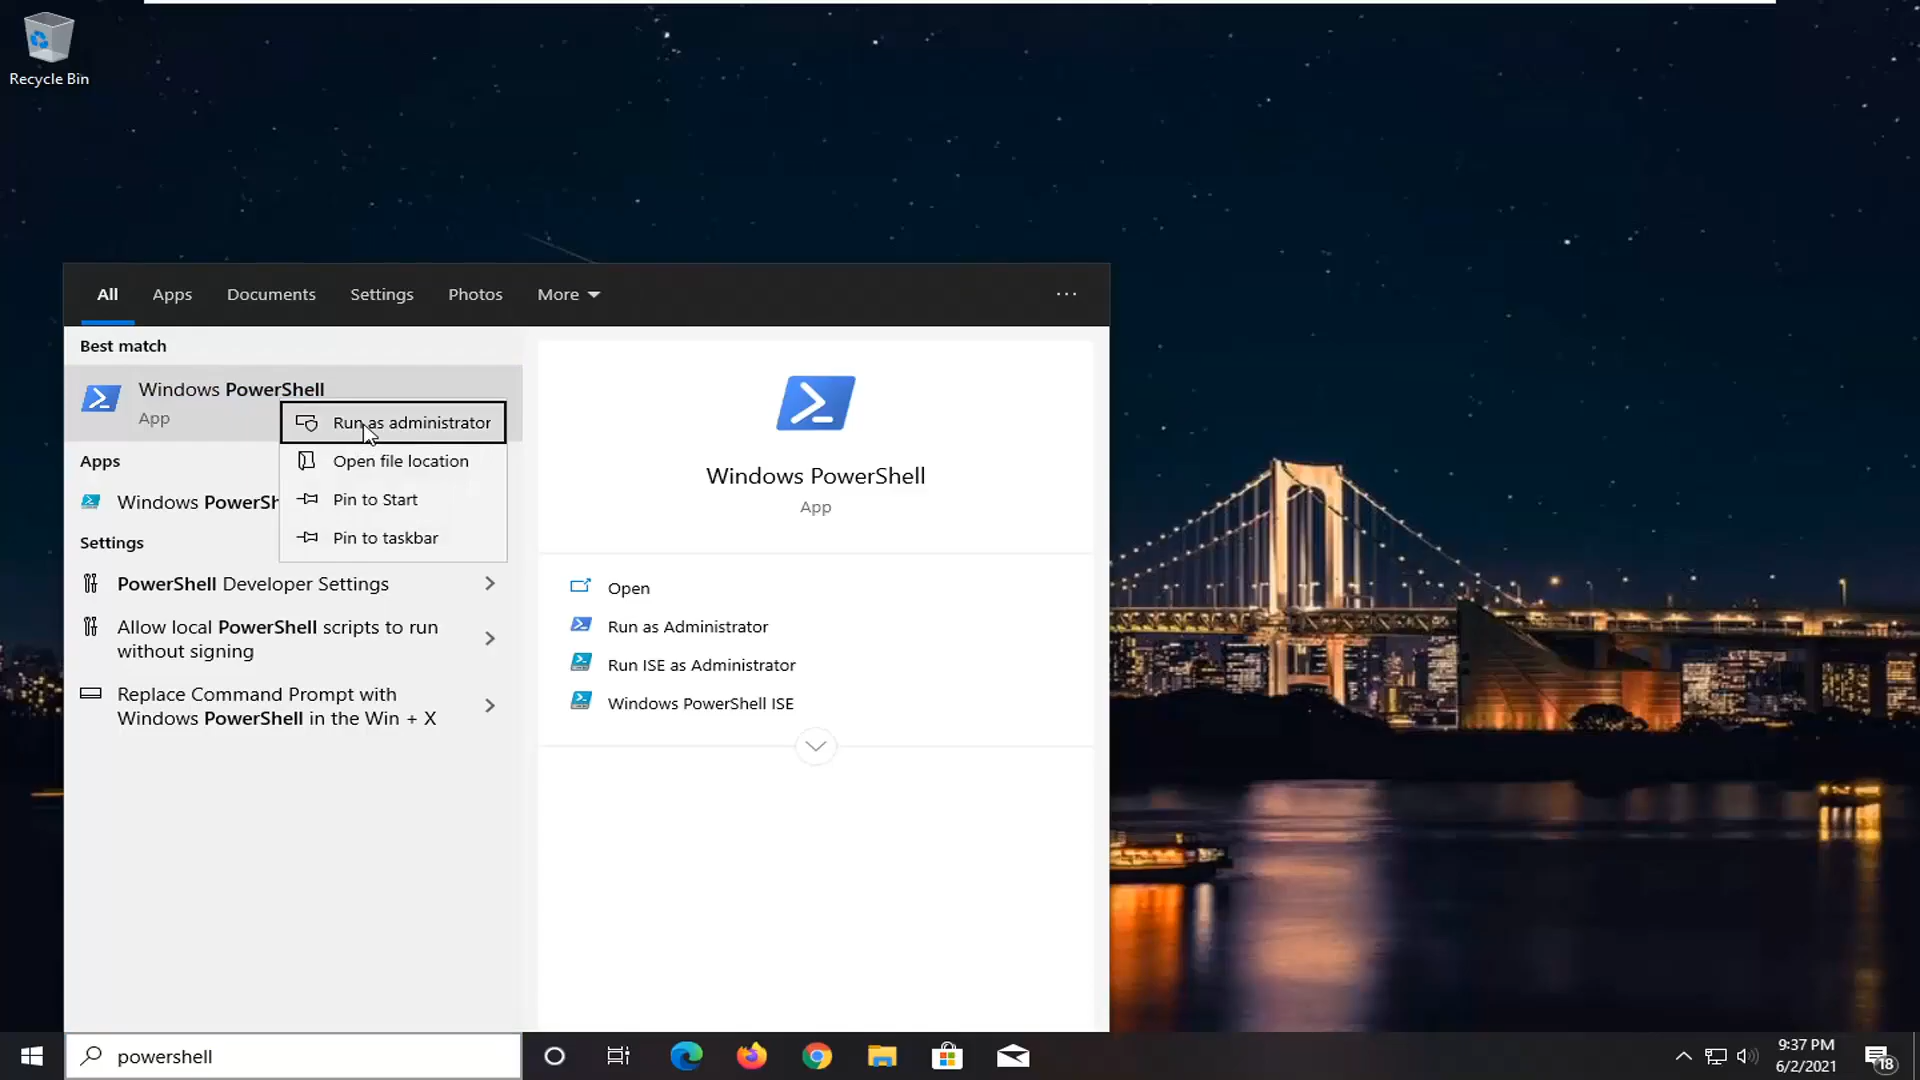 Recycle Bin
All
Apps
Documents
Settings
Photos
More
Best match
Windows PowerShell
App
Run as administrator
Open file location
Pin to Start
Pin to taskbar
Apps
Windows PowerSh
Settings
PowerShell Developer Settings
Allow local PowerShell scripts to run
without signing
Replace Command Prompt with
Windows PowerShell in the Win + X
Windows PowerShell
App
Open
Run as Administrator
Run ISE as Administrator
Windows PowerShell ISE
powershell
9:37 PM
6/2/2021
18